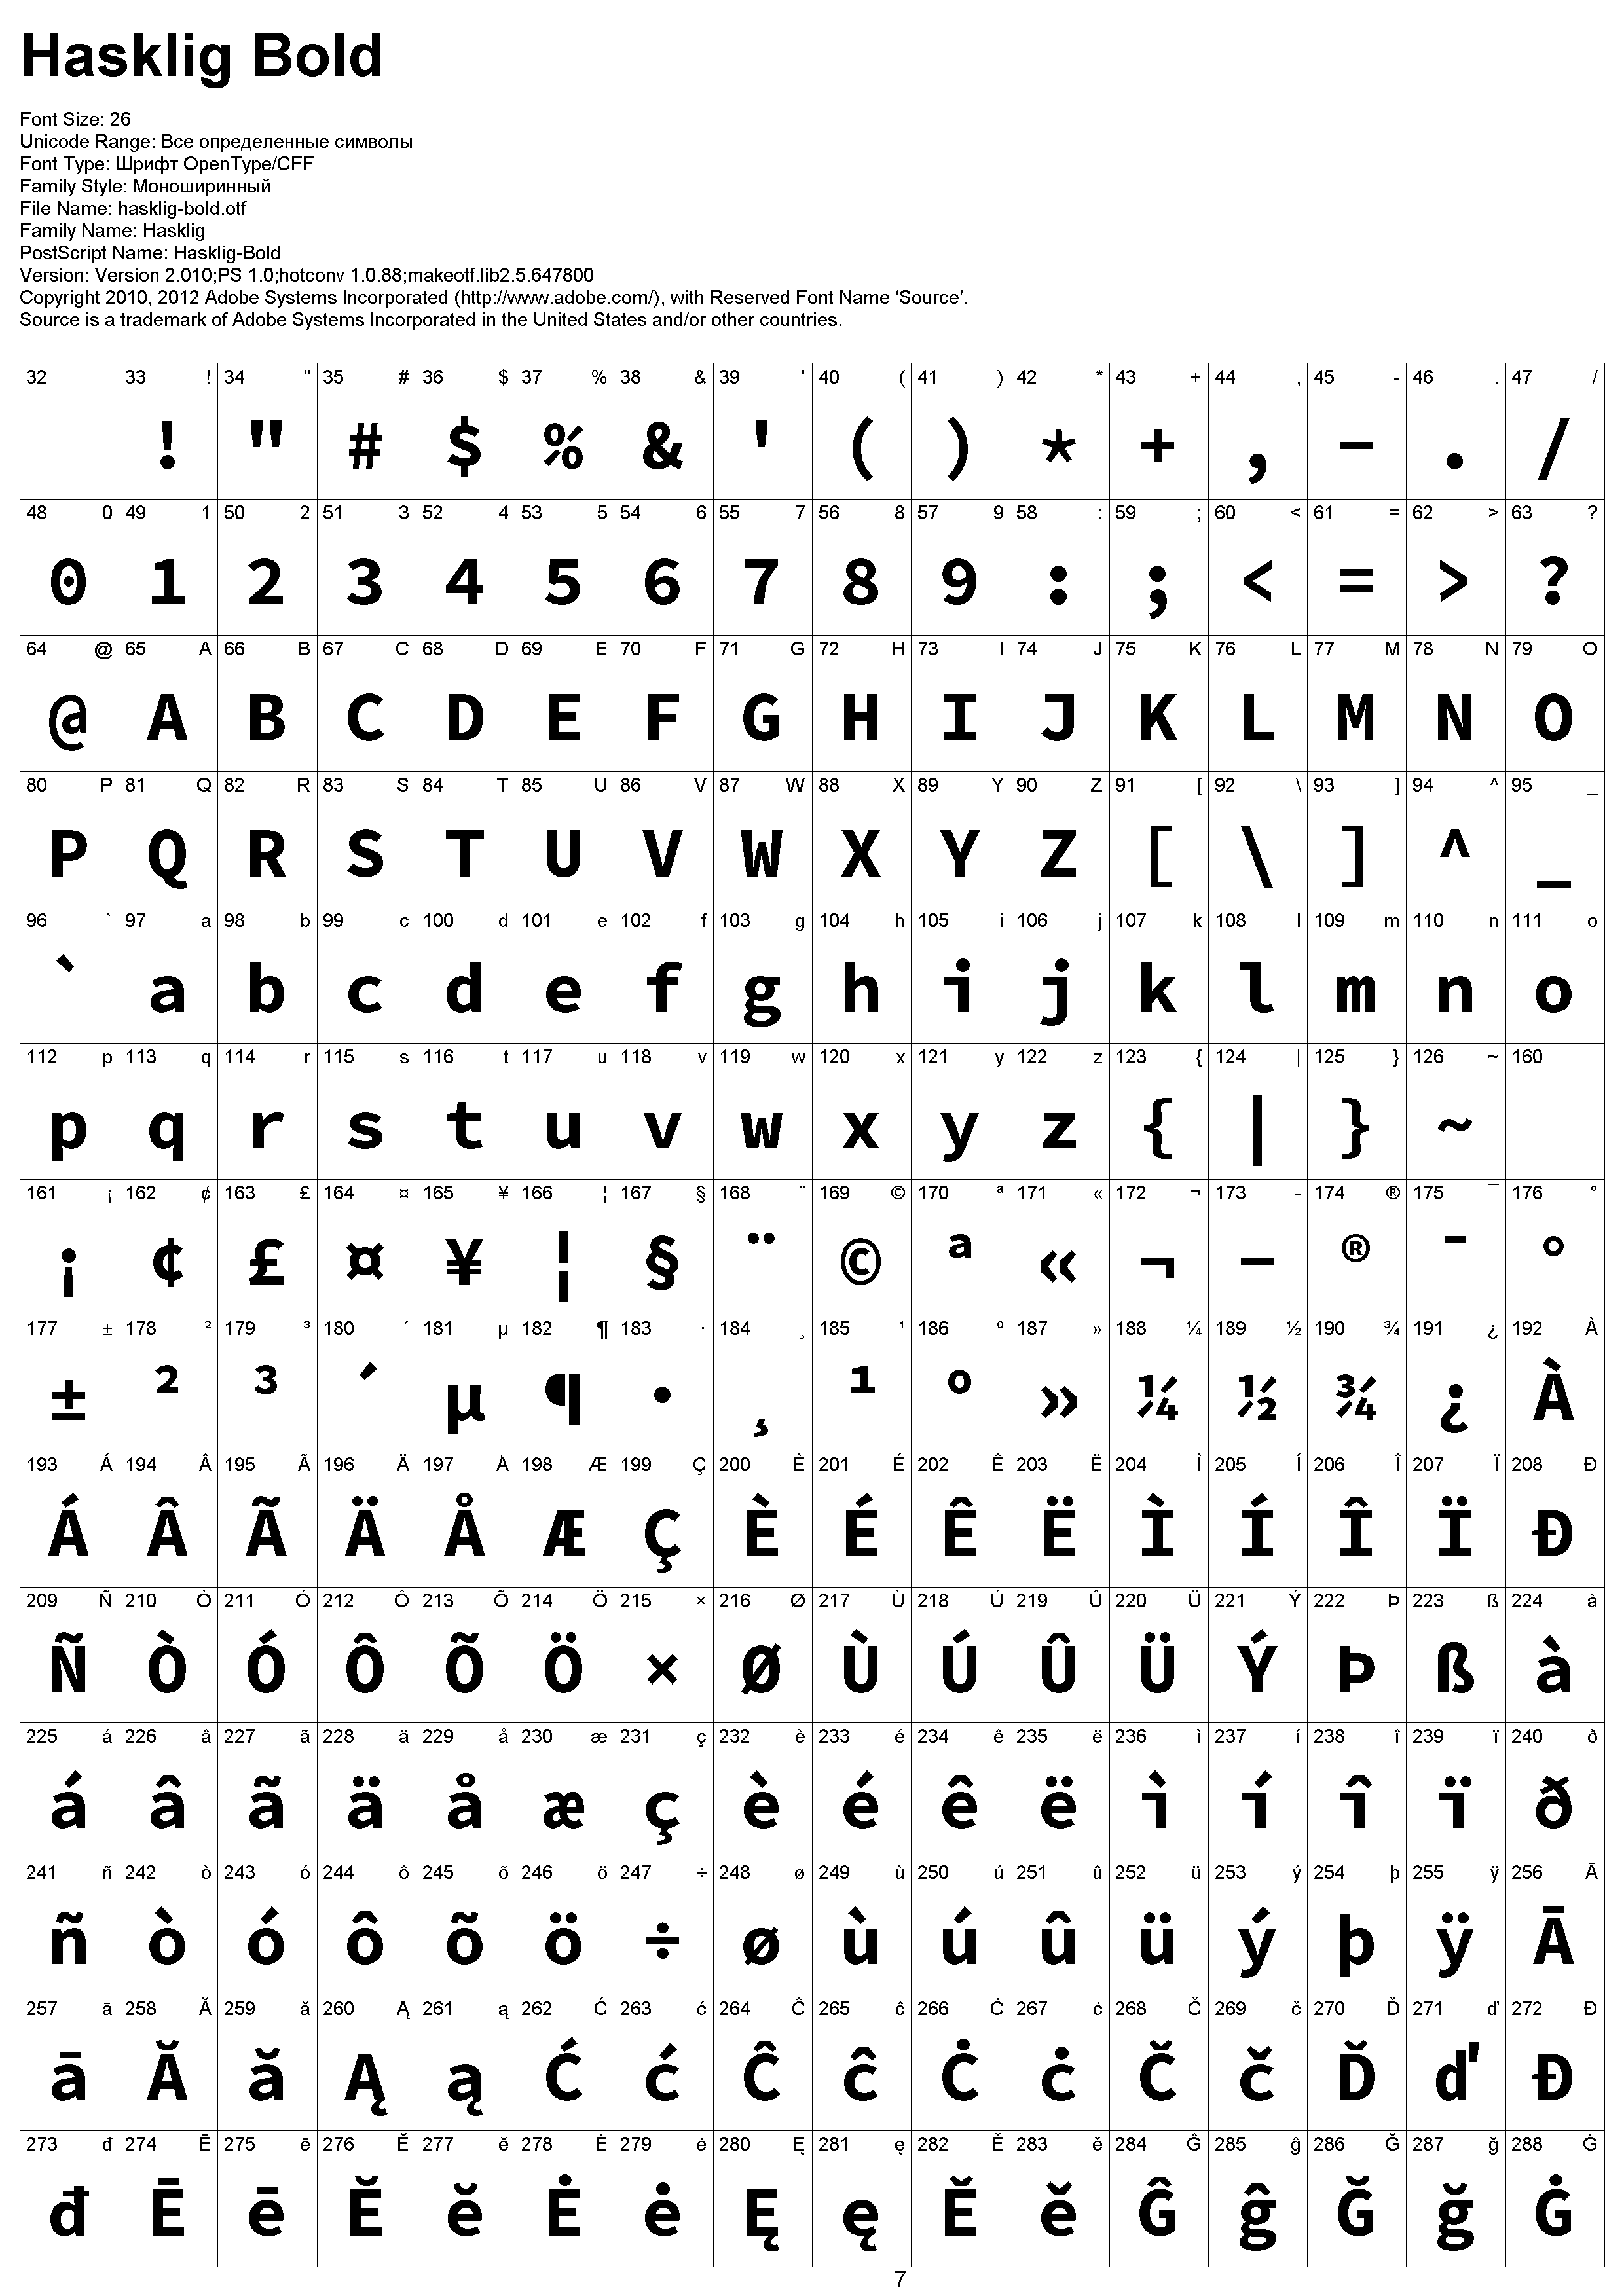 Hasklig Bold
Font Size: 26
Unicode Range: Все определенные символы
Font Type: Шрифт OpenType/CFF
Family Style: Моноширинный
File Name: hasklig-bold.otf
Family Name: Hasklig
PostScript Name: Hasklig-Bold
Version: Version 2.010;PS 1.0;hotconv 1.0.88;makeotf.lib2.5.647800
Copyright 2010, 2012 Adobe Systems Incorporated (http://www.adobe.com/), with Reserved Font Name ‘Source’.
Source is a trademark of Adobe Systems Incorporated in the United States and/or other countries.
32 33 ! 34 " 35 # 36 $ 37 % 38 & 39 ' 40 ( 41 ) 42 * 43 + 44 , 45 - 46 . 47 /
! " # $ % & ' ( ) * + , - . /
48 0 49 1 50 2 51 3 52 4 53 5 54 6 55 7 56 8 57 9 58 : 59 ; 60 < 61 = 62 > 63 ?
0 1 2 3 4 5 6 7 8 9 : ; < = > ?
64 @ 65 A 66 B 67 C 68 D 69 E 70 F 71 G 72 H 73 I 74 J 75 K 76 L 77 M 78 N 79 O
@ A B C D E F G H I J K L M N O
80 P 81 Q 82 R 83 S 84 T 85 U 86 V 87 W 88 X 89 Y 90 Z 91 [ 92 \ 93 ] 94 ^ 95 _
P Q R S T U V W X Y Z [ \ ] ^ _
96 ` 97 a 98 b 99 c 100 d 101 e 102 f 103 g 104 h 105 i 106 j 107 k 108 l 109 m 110 n 111 o
` a b c d e f g h i j k l m n o
112 p 113 q 114 r 115 s 116 t 117 u 118 v 119 w 120 x 121 y 122 z 123 { 124 | 125 } 126 ~ 160
p q r s t u v w x y z { | } ~
161 ¡ 162 ¢ 163 £ 164 ¤ 165 ¥ 166 ¦ 167 § 168 ¨ 169 © 170 ª 171 « 172 ¬ 173 - 174 ® 175 ¯ 176 °
¡ ¢ £ ¤ ¥ ¦ § ¨ © ª « ¬ - ® ¯ °
177 ± 178 ² 179 ³ 180 ´ 181 µ 182 ¶ 183 · 184 ¸ 185 ¹ 186 º 187 » 188 ¼ 189 ½ 190 ¾ 191 ¿ 192 À
± ² ³ ´ µ ¶ · ¸ ¹ º » ¼ ½ ¾ ¿ À
193 Á 194 Â 195 Ã 196 Ä 197 Å 198 Æ 199 Ç 200 È 201 É 202 Ê 203 Ë 204 Ì 205 Í 206 Î 207 Ï 208 Ð
Á Â Ã Ä Å Æ Ç È É Ê Ë Ì Í Î Ï Ð
209 Ñ 210 Ò 211 Ó 212 Ô 213 Õ 214 Ö 215 × 216 Ø 217 Ù 218 Ú 219 Û 220 Ü 221 Ý 222 Þ 223 ß 224 à
Ñ Ò Ó Ô Õ Ö × Ø Ù Ú Û Ü Ý Þ ß à
225 á 226 â 227 ã 228 ä 229 å 230 æ 231 ç 232 è 233 é 234 ê 235 ë 236 ì 237 í 238 î 239 ï 240 ð
á â ã ä å æ ç è é ê ë ì í î ï ð
241 ñ 242 ò 243 ó 244 ô 245 õ 246 ö 247 ÷ 248 ø 249 ù 250 ú 251 û 252 ü 253 ý 254 þ 255 ÿ 256 Ā
ñ ò ó ô õ ö ÷ ø ù ú û ü ý þ ÿ Ā
257 ā 258 Ă 259 ă 260 Ą 261 ą 262 Ć 263 ć 264 Ĉ 265 ĉ 266 Ċ 267 ċ 268 Č 269 č 270 Ď 271 ď 272 Đ
ā Ă ă Ą ą Ć ć Ĉ ĉ Ċ ċ Č č Ď ď Đ
273 đ 274 Ē 275 ē 276 Ĕ 277 ĕ 278 Ė 279 ė 280 Ę 281 ę 282 Ě 283 ě 284 Ĝ 285 ĝ 286 Ğ 287 ğ 288 Ġ
đ Ē ē Ĕ ĕ Ė ė Ę ę Ě ě Ĝ ĝ Ğ ğ Ġ
7